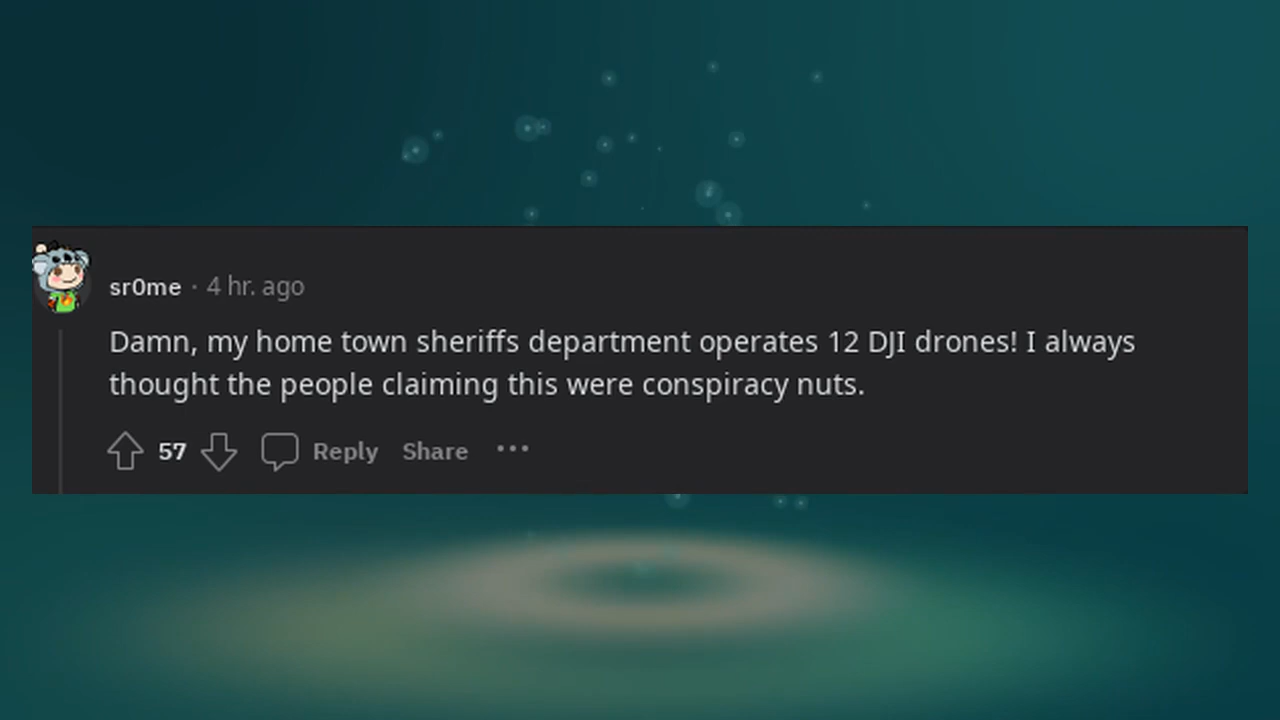 sr0me · 4 hr. ago
Damn, my home town sheriffs department operates 12 DJI drones! I always
thought the people claiming this were conspiracy nuts.
57 Reply Share ···